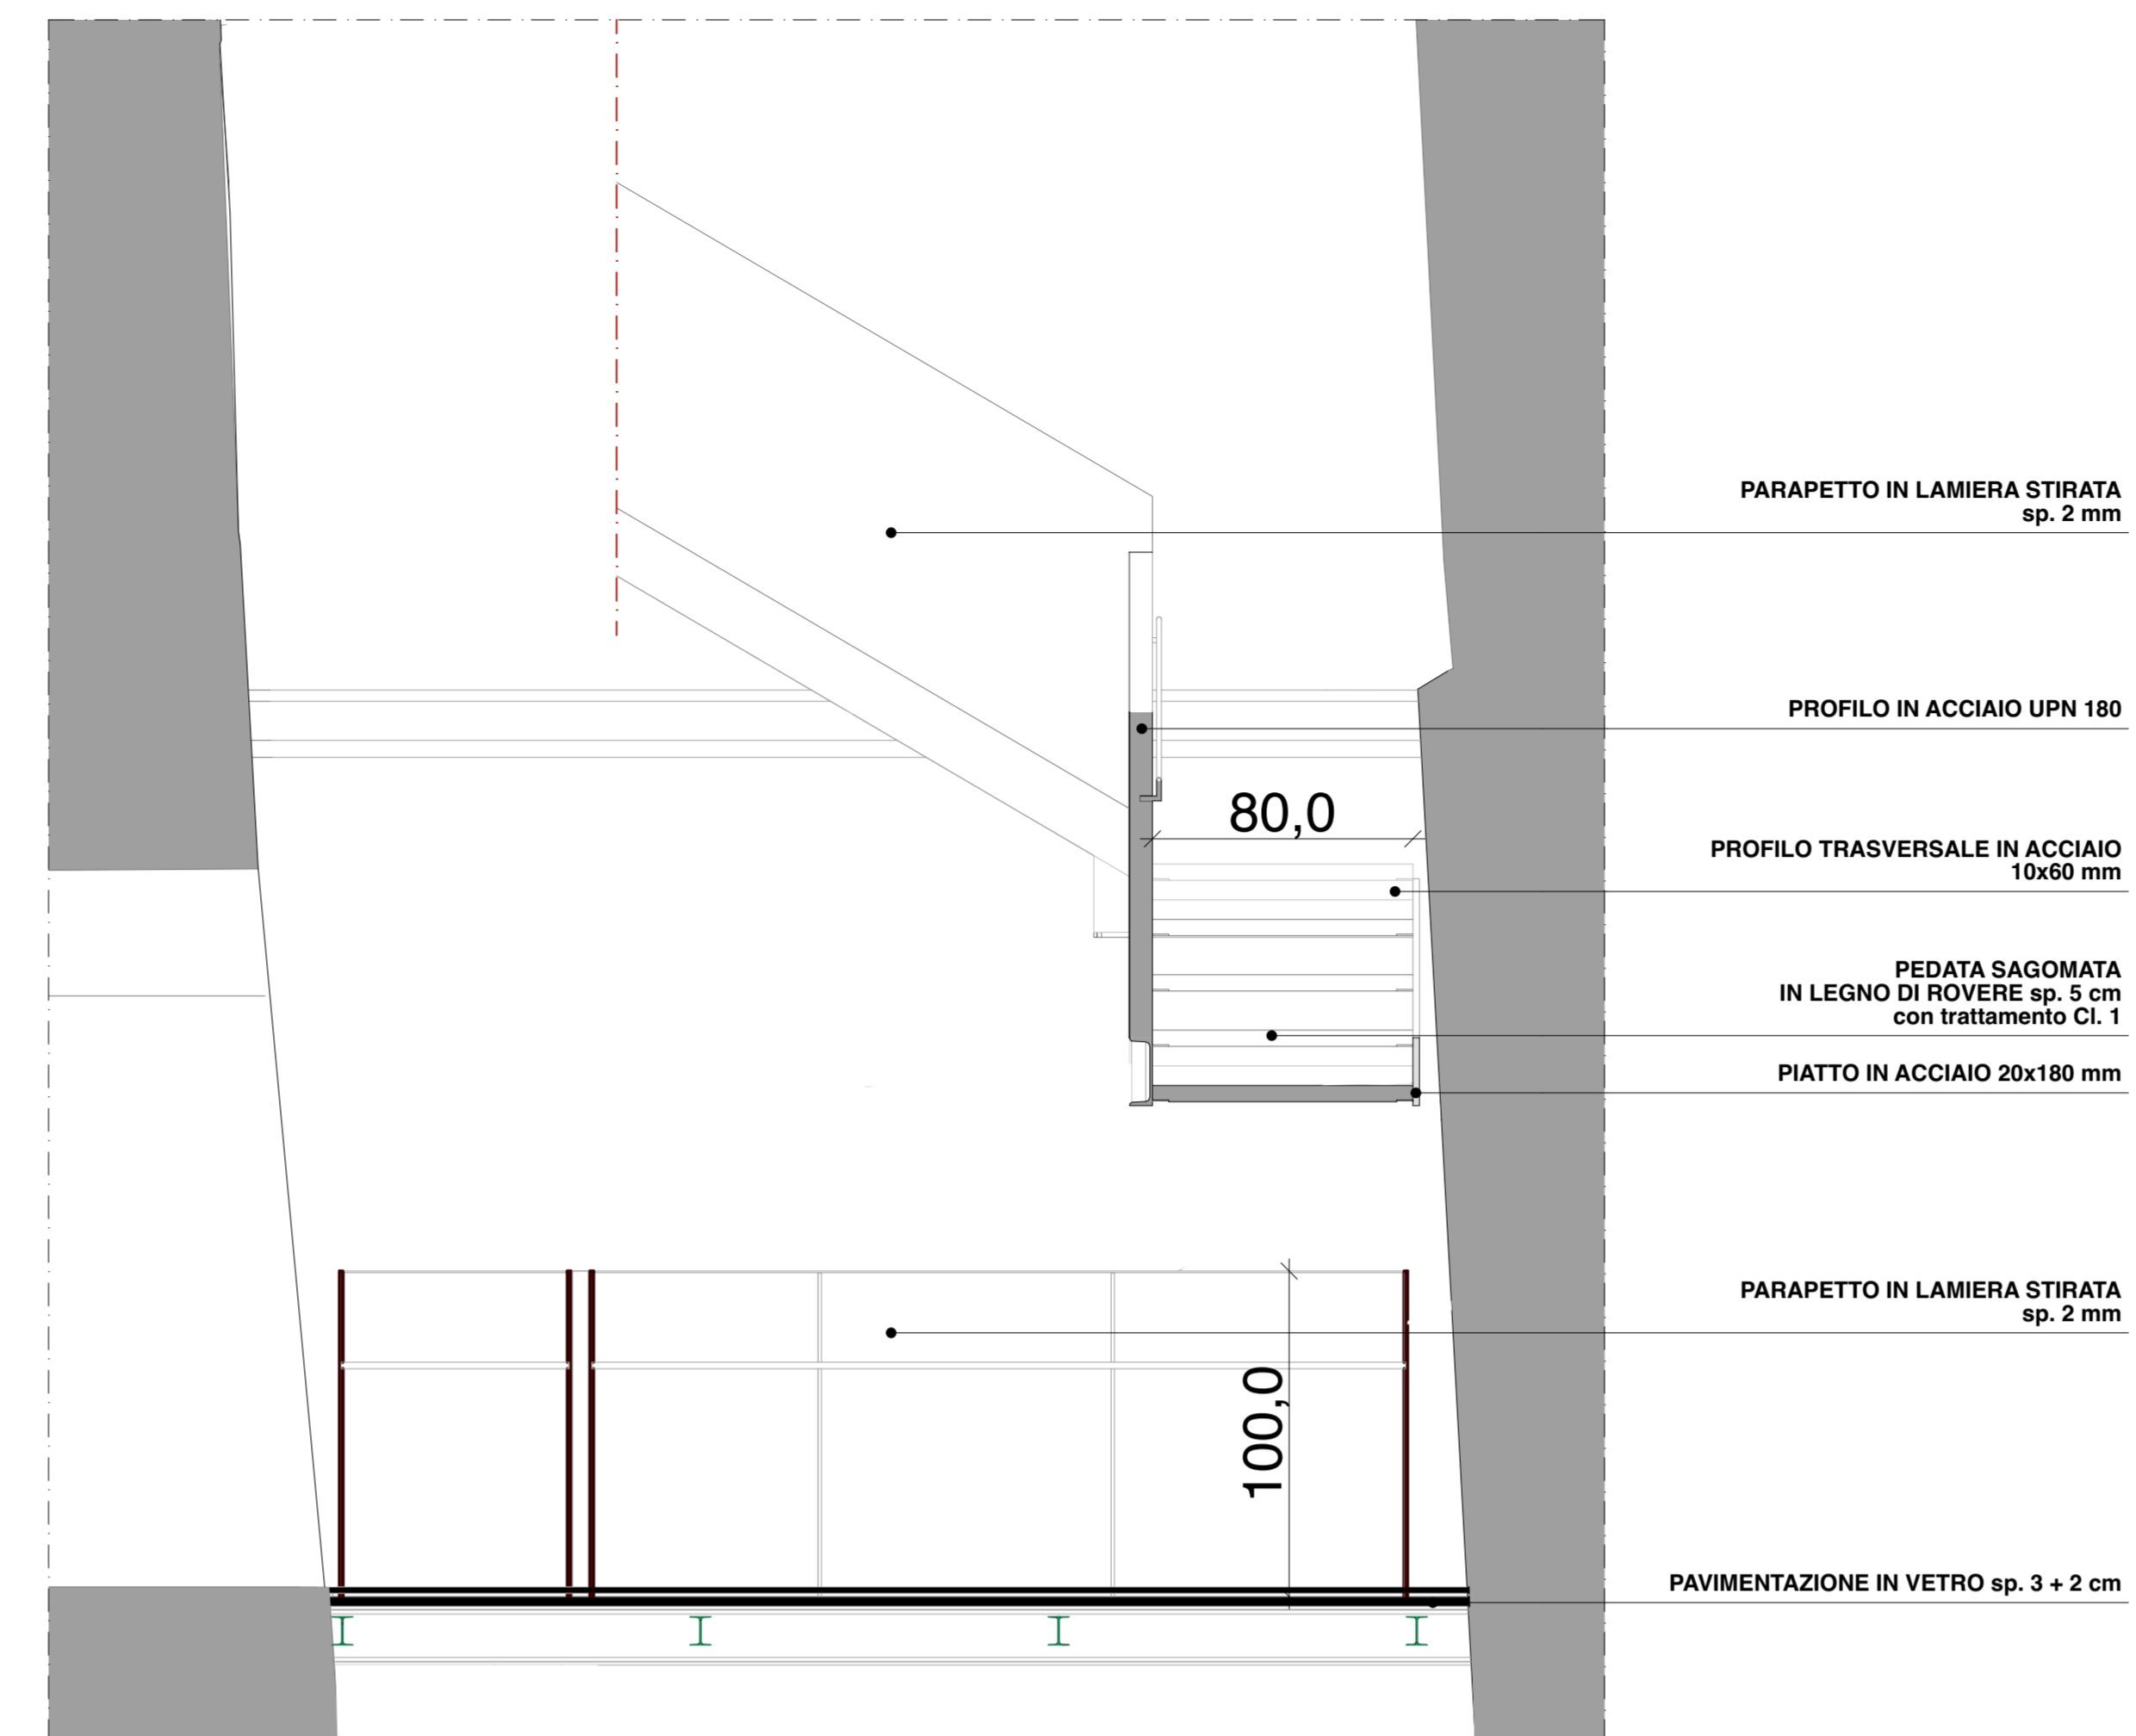 PARAPETTO IN LAMIERA STIRATA
sp. 2 mm
PROFILO IN ACCIAIO UPN 180
80,0
PROFILO TRASVERSALE IN ACCIAIO
10x60 mm
PEDATA SAGOMATA
IN LEGNO DI ROVERE sp. 5 cm
con trattamento Cl. 1
PIATTO IN ACCIAIO 20x180 mm
PARAPETTO IN LAMIERA STIRATA
sp. 2 mm
100,0
PAVIMENTAZIONE IN VETRO sp. 3 + 2 cm